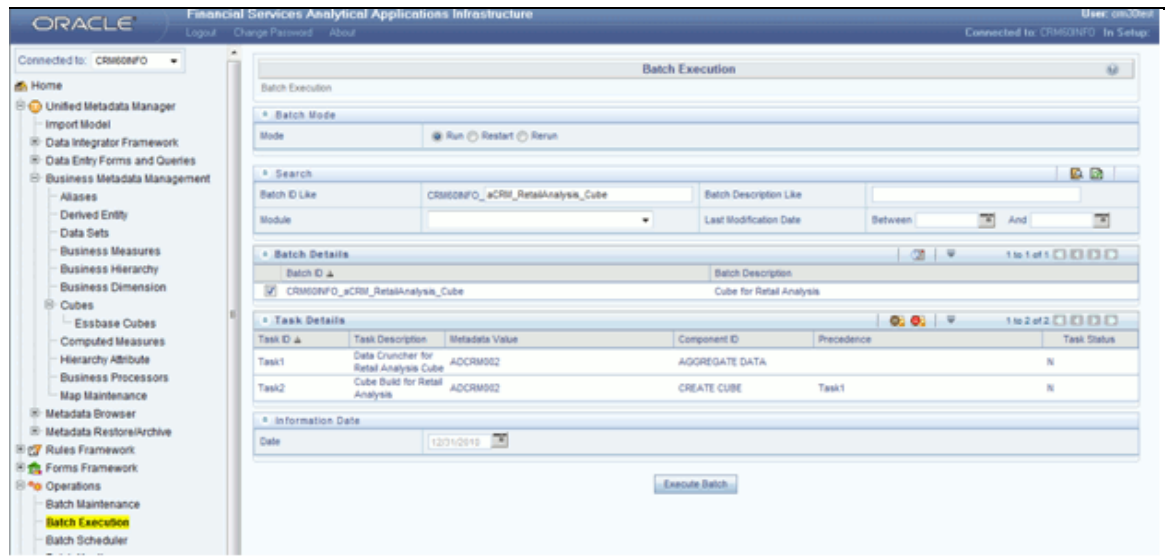 ORACLE
Financial Services Analytical Applications Infrastructure
Logout Change Password About
Connected to: CRM60INFO In Setup:
Connected to: CRM60INFO
Home
Unified Metadata Manager
Import Model
Data Integrator Framework
Data Entry Forms and Queries
Business Metadata Management
Aliases
Derived Entity
Data Sets
Business Measures
Business Hierarchy
Business Dimension
Cubes
Essbase Cubes
Computed Measures
Hierarchy Attribute
Business Processors
Map Maintenance
Metadata Browser
Metadata Restore/Archive
Rules Framework
Forms Framework
Operations
Batch Maintenance
Batch Execution
Batch Scheduler
Batch Execution
Batch Execution
Batch Mode
Mode Run Restart Rerun
Search
Batch ID Like CRM60INFO_ aCRM_RetailAnalysis_Cube Batch Description Like
Module Last Modification Date Between And
Batch Details 1 to 1 of 1
Batch ID Batch Description
CRM60INFO_aCRM_RetailAnalysis_Cube Cube for Retail Analysis
Task Details 1 to 2 of 2
Task ID Task Description Metadata Value Component ID Precedence Task Status
Task1 Data Cruncher for Retail Analysis Cube ADCRM002 AGGREGATE DATA N
Task2 Cube Build for Retail Analysis ADCRM002 CREATE CUBE Task1 N
Information Date
Date 12/31/2010
Execute Batch